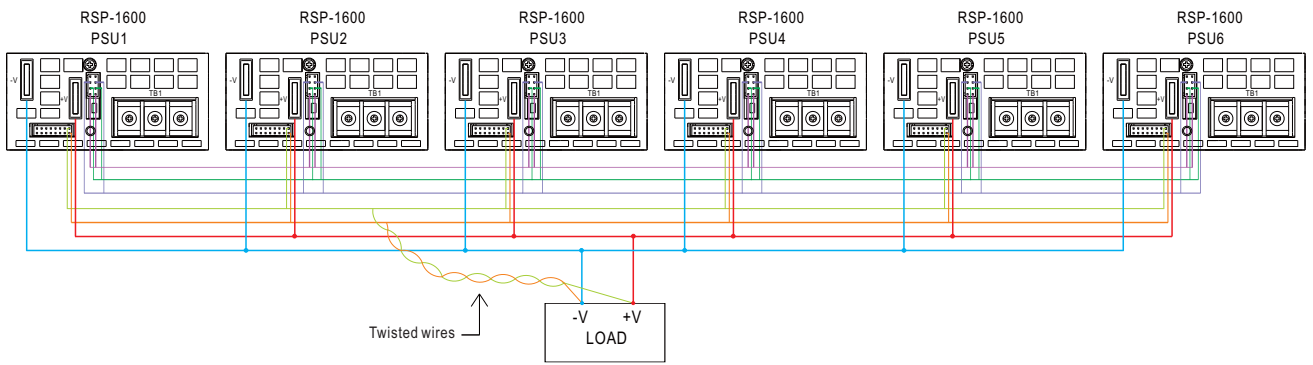 RSP-1600 RSP-1600 RSP-1600 RSP-1600 RSP-1600 RSP-1600
PSU1 PSU2 PSU3 PSU4 PSU5 PSU6
-V +V TB1 -V +V TB1 -V +V TB1 -V +V TB1 -V +V TB1 -V +V TB1
-V +V
Twisted wires LOAD